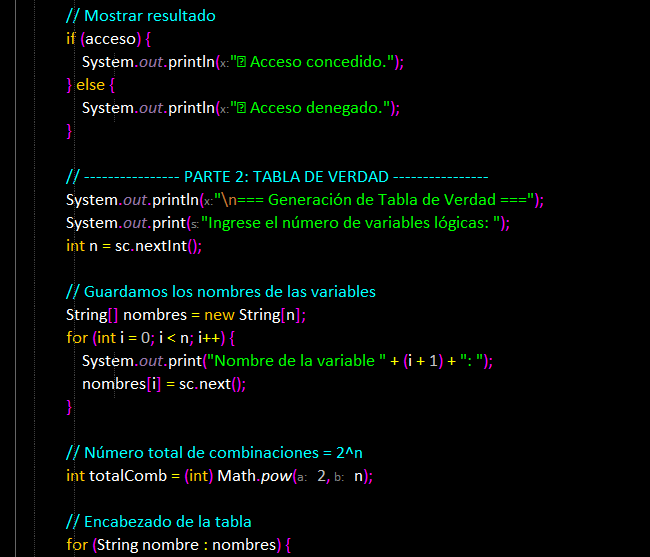 // Mostrar resultado
if (acceso) {
System.out.println(x:"⍰ Acceso concedido.");
} else {
System.out.println(x:"⍰ Acceso denegado.");
}
// ---------------- PARTE 2: TABLA DE VERDAD ----------------
System.out.println(x:"\n=== Generación de Tabla de Verdad ===");
System.out.print(s:"Ingrese el número de variables lógicas: ");
int n = sc.nextInt();
// Guardamos los nombres de las variables
String[] nombres = new String[n];
for (int i = 0; i < n; i++) {
System.out.print("Nombre de la variable " + (i + 1) + ": ");
nombres[i] = sc.next();
}
// Número total de combinaciones = 2^n
int totalComb = (int) Math.pow(a: 2, b: n);
// Encabezado de la tabla
for (String nombre : nombres) {